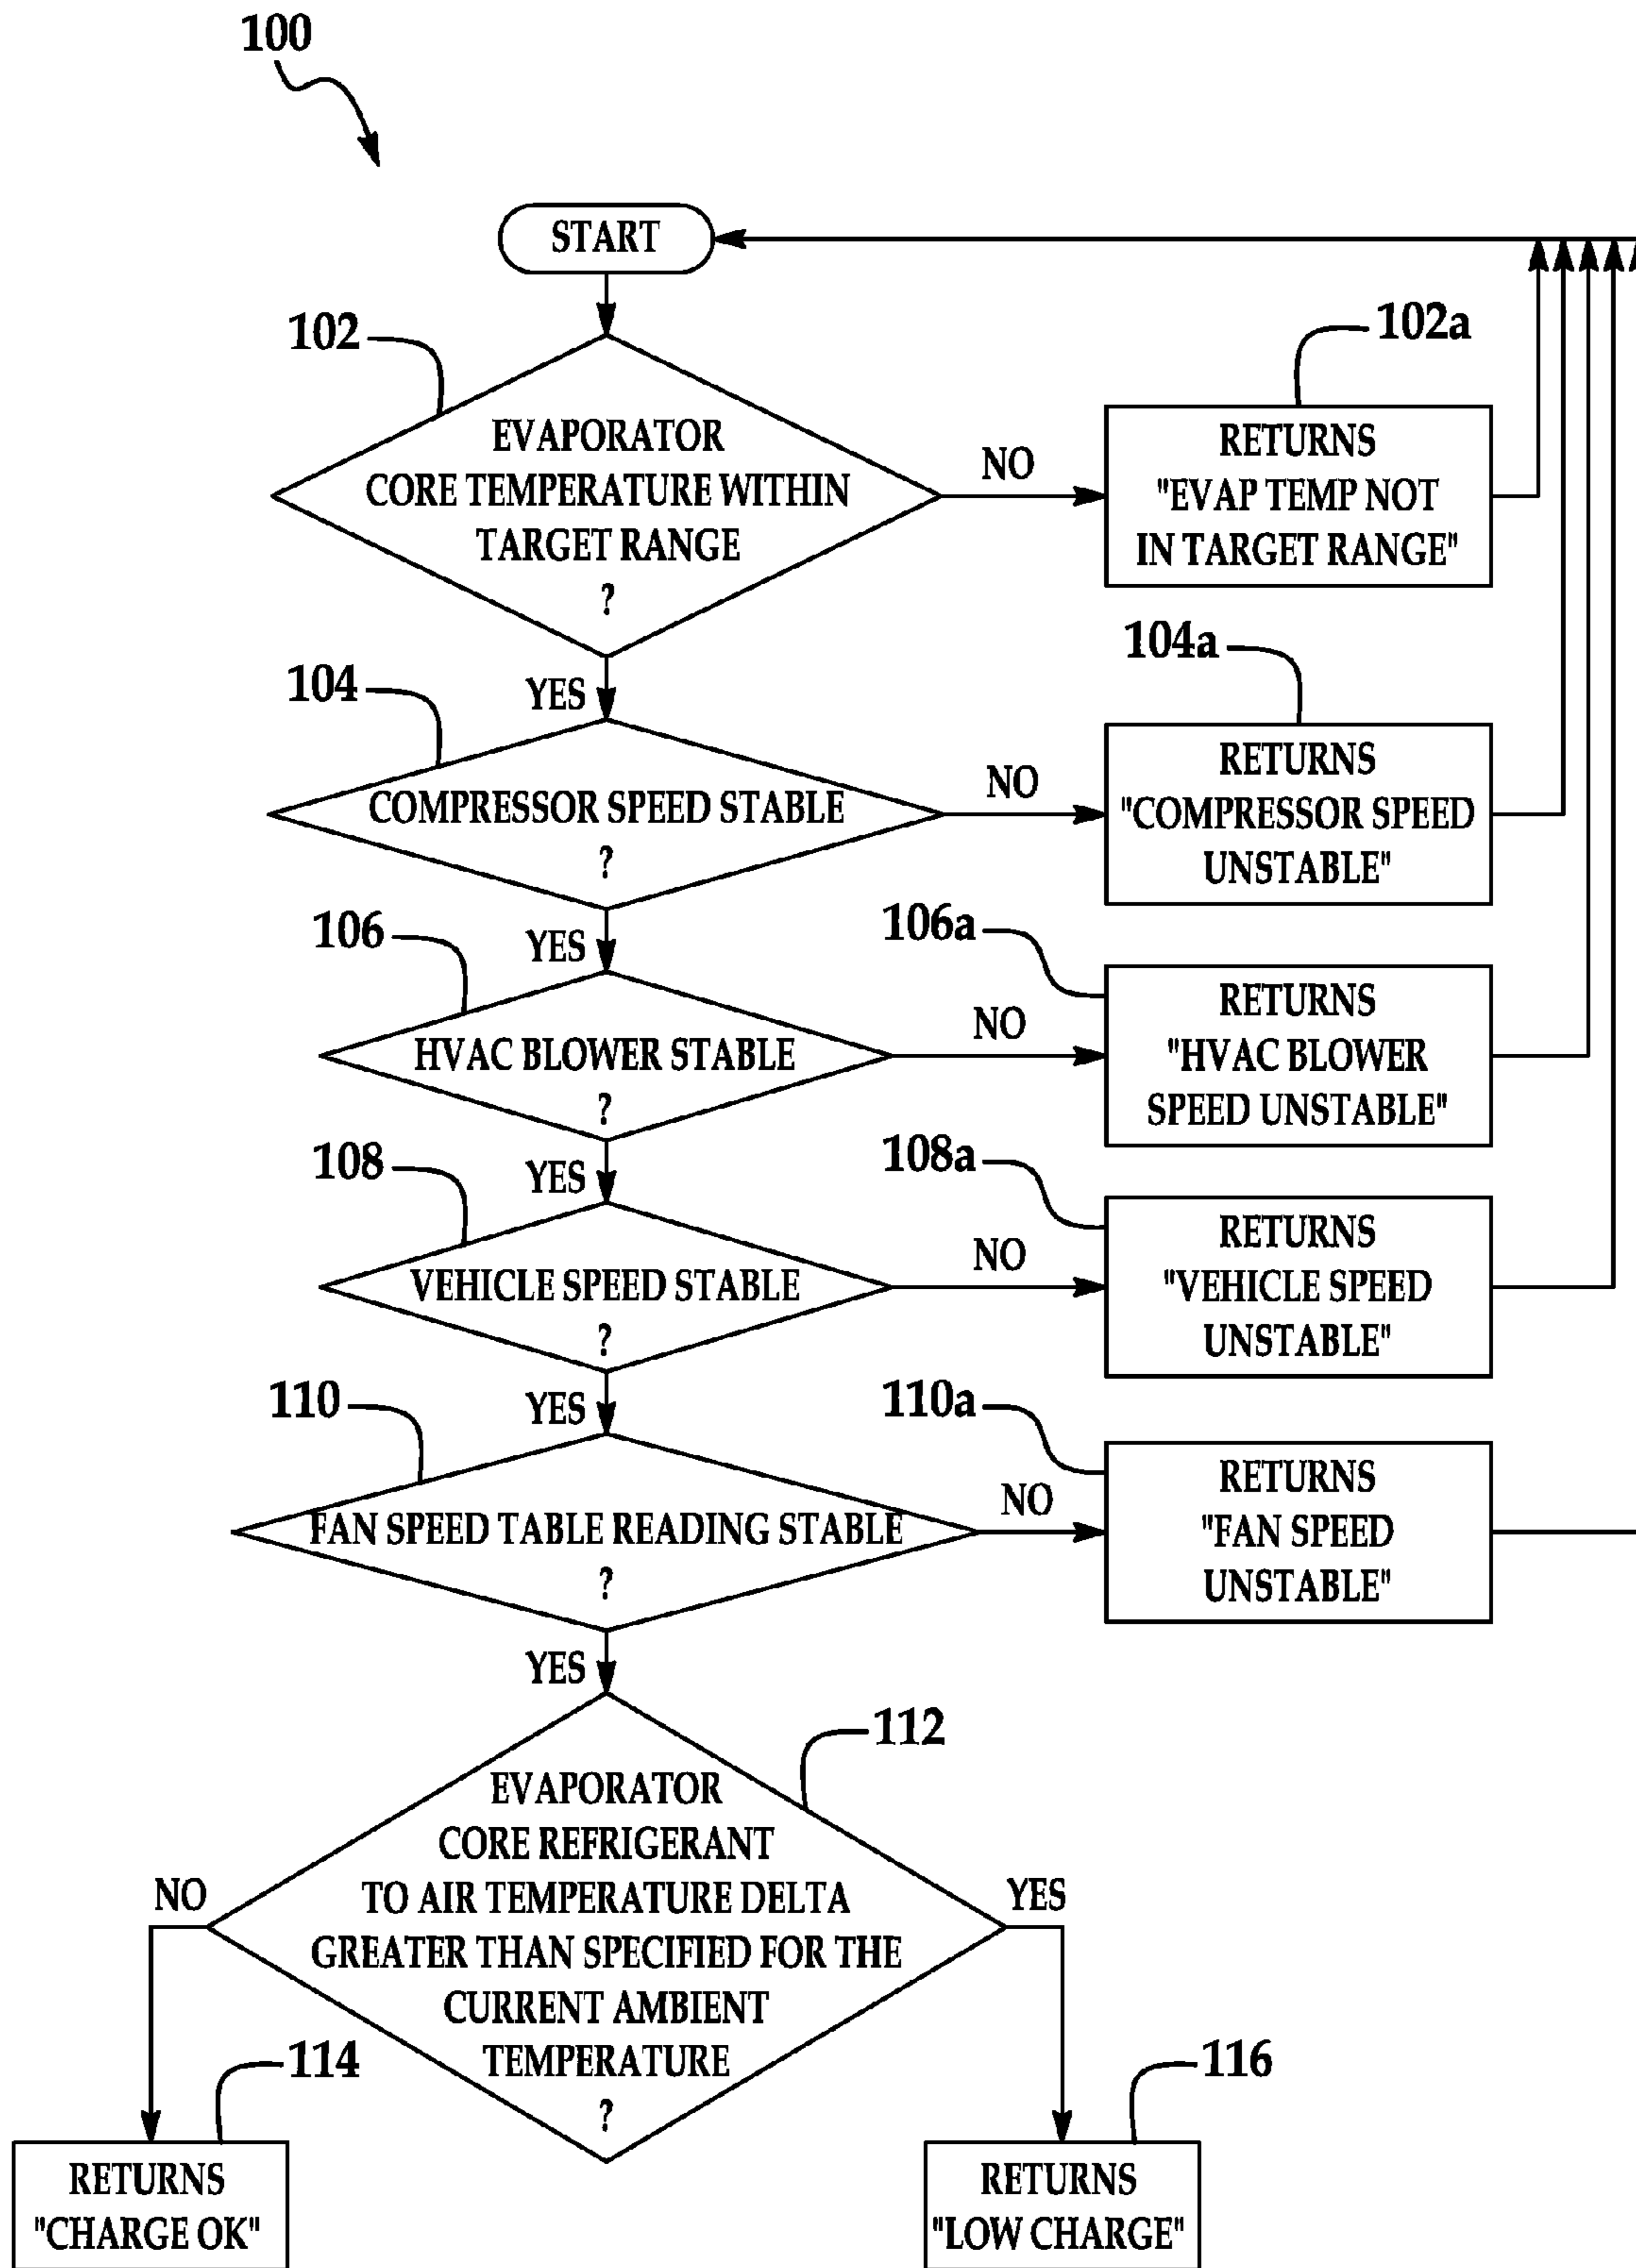 100
START
102
EVAPORATOR
CORE TEMPERATURE WITHIN
TARGET RANGE
?
NO
102a
RETURNS
"EVAP TEMP NOT
IN TARGET RANGE"
YES
104
COMPRESSOR SPEED STABLE
?
NO
104a
RETURNS
"COMPRESSOR SPEED
UNSTABLE"
YES
106
HVAC BLOWER STABLE
?
NO
106a
RETURNS
"HVAC BLOWER
SPEED UNSTABLE"
YES
108
VEHICLE SPEED STABLE
?
NO
108a
RETURNS
"VEHICLE SPEED
UNSTABLE"
YES
110
FAN SPEED TABLE READING STABLE
?
NO
110a
RETURNS
"FAN SPEED
UNSTABLE"
YES
112
EVAPORATOR
CORE REFRIGERANT
TO AIR TEMPERATURE DELTA
GREATER THAN SPECIFIED FOR THE
CURRENT AMBIENT
TEMPERATURE
?
NO
YES
114
RETURNS
"CHARGE OK"
116
RETURNS
"LOW CHARGE"